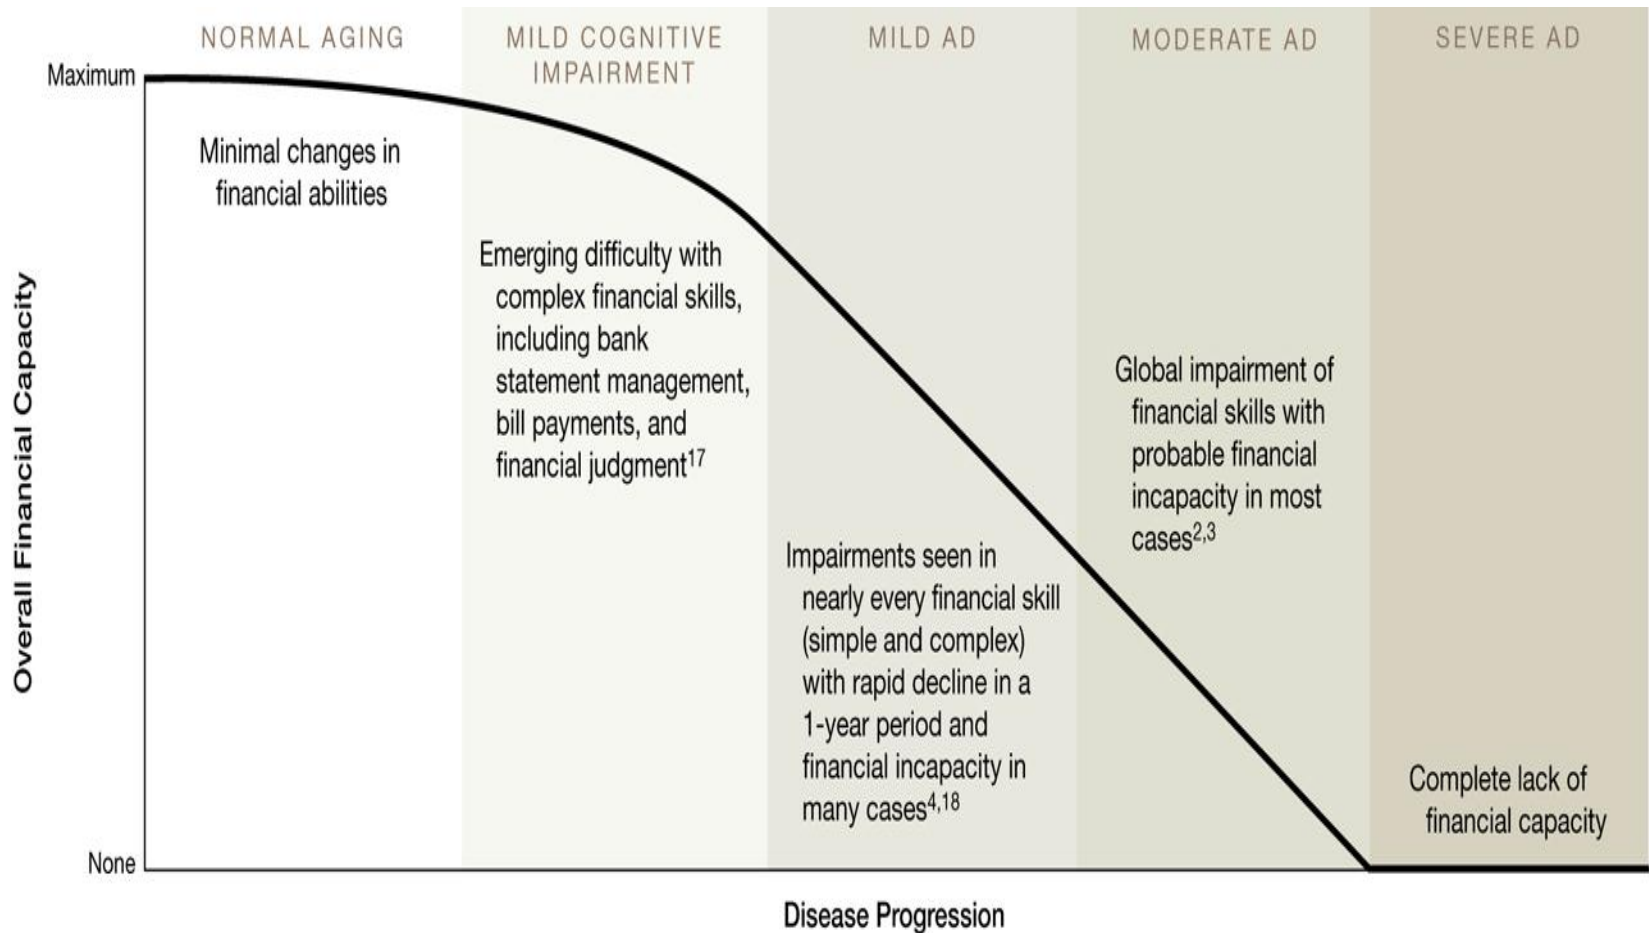 NORMAL AGING
MILD COGNITIVE
IMPAIRMENT
MILD AD
MODERATE AD
SEVERE AD
Maximum
Minimal changes in
financial abilities
Emerging difficulty with
complex financial skills,
including bank
statement management,
bill payments, and
financial judgment17
Impairments seen in
nearly every financial skill
(simple and complex)
with rapid decline in a
1-year period and
financial incapacity in
many cases4,18
Global impairment of
financial skills with
probable financial
incapacity in most
cases2,3
Complete lack of
financial capacity
None
Overall Financial Capacity
Disease Progression